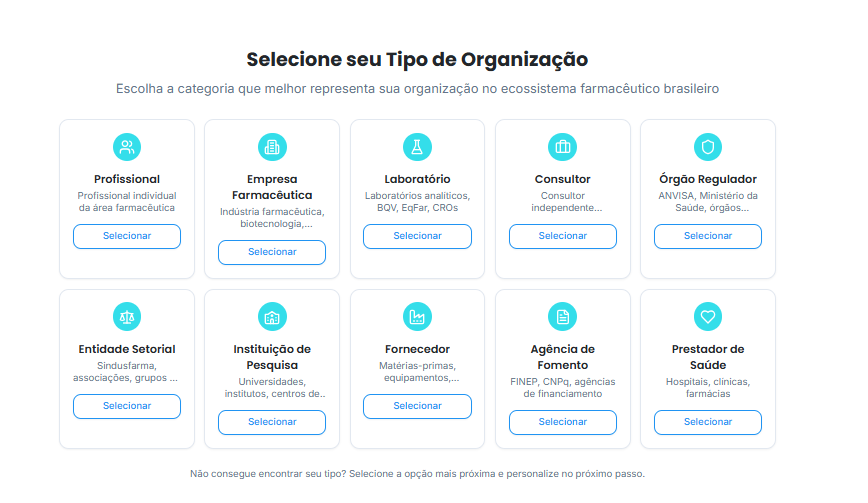 Selecione seu Tipo de Organização
Escolha a categoria que melhor representa sua organização no ecossistema farmacêutico brasileiro
Profissional
Profissional individual
da área farmacêutica
Selecionar
Empresa
Farmacêutica
Indústria farmacêutica,
biotecnologia,...
Selecionar
Laboratório
Laboratórios analíticos,
BQV, EqFar, CROs
Selecionar
Consultor
Consultor
independente...
Selecionar
Órgão Regulador
ANVISA, Ministério da
Saúde, órgãos...
Selecionar
Entidade Setorial
Sindusfarma,
associações, grupos ...
Selecionar
Instituição de
Pesquisa
Universidades,
institutos, centros de..
Selecionar
Fornecedor
Matérias-primas,
equipamentos,...
Selecionar
Agência de
Fomento
FINEP, CNPq, agências
de financiamento
Selecionar
Prestador de
Saúde
Hospitais, clínicas,
farmácias
Selecionar
Não consegue encontrar seu tipo? Selecione a opção mais próxima e personalize no próximo passo.